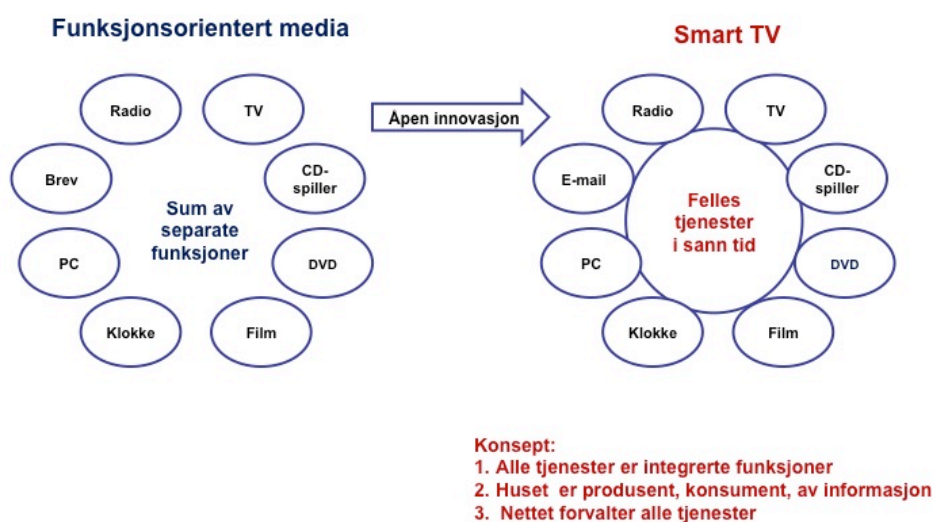 Funksjonsorientert media
Radio
TV
Brev
CD-
spiller
Sum av
separate
funksjoner
PC
DVD
Klokke
Film
Åpen innovasjon
Smart TV
Radio
TV
E-mail
CD-
spiller
Felles
tjenester
i sann tid
PC
DVD
Klokke
Film
Konsept:
1. Alle tjenester er integrerte funksjoner
2. Huset er produsent, konsument, av informasjon
3. Nettet forvalter alle tjenester